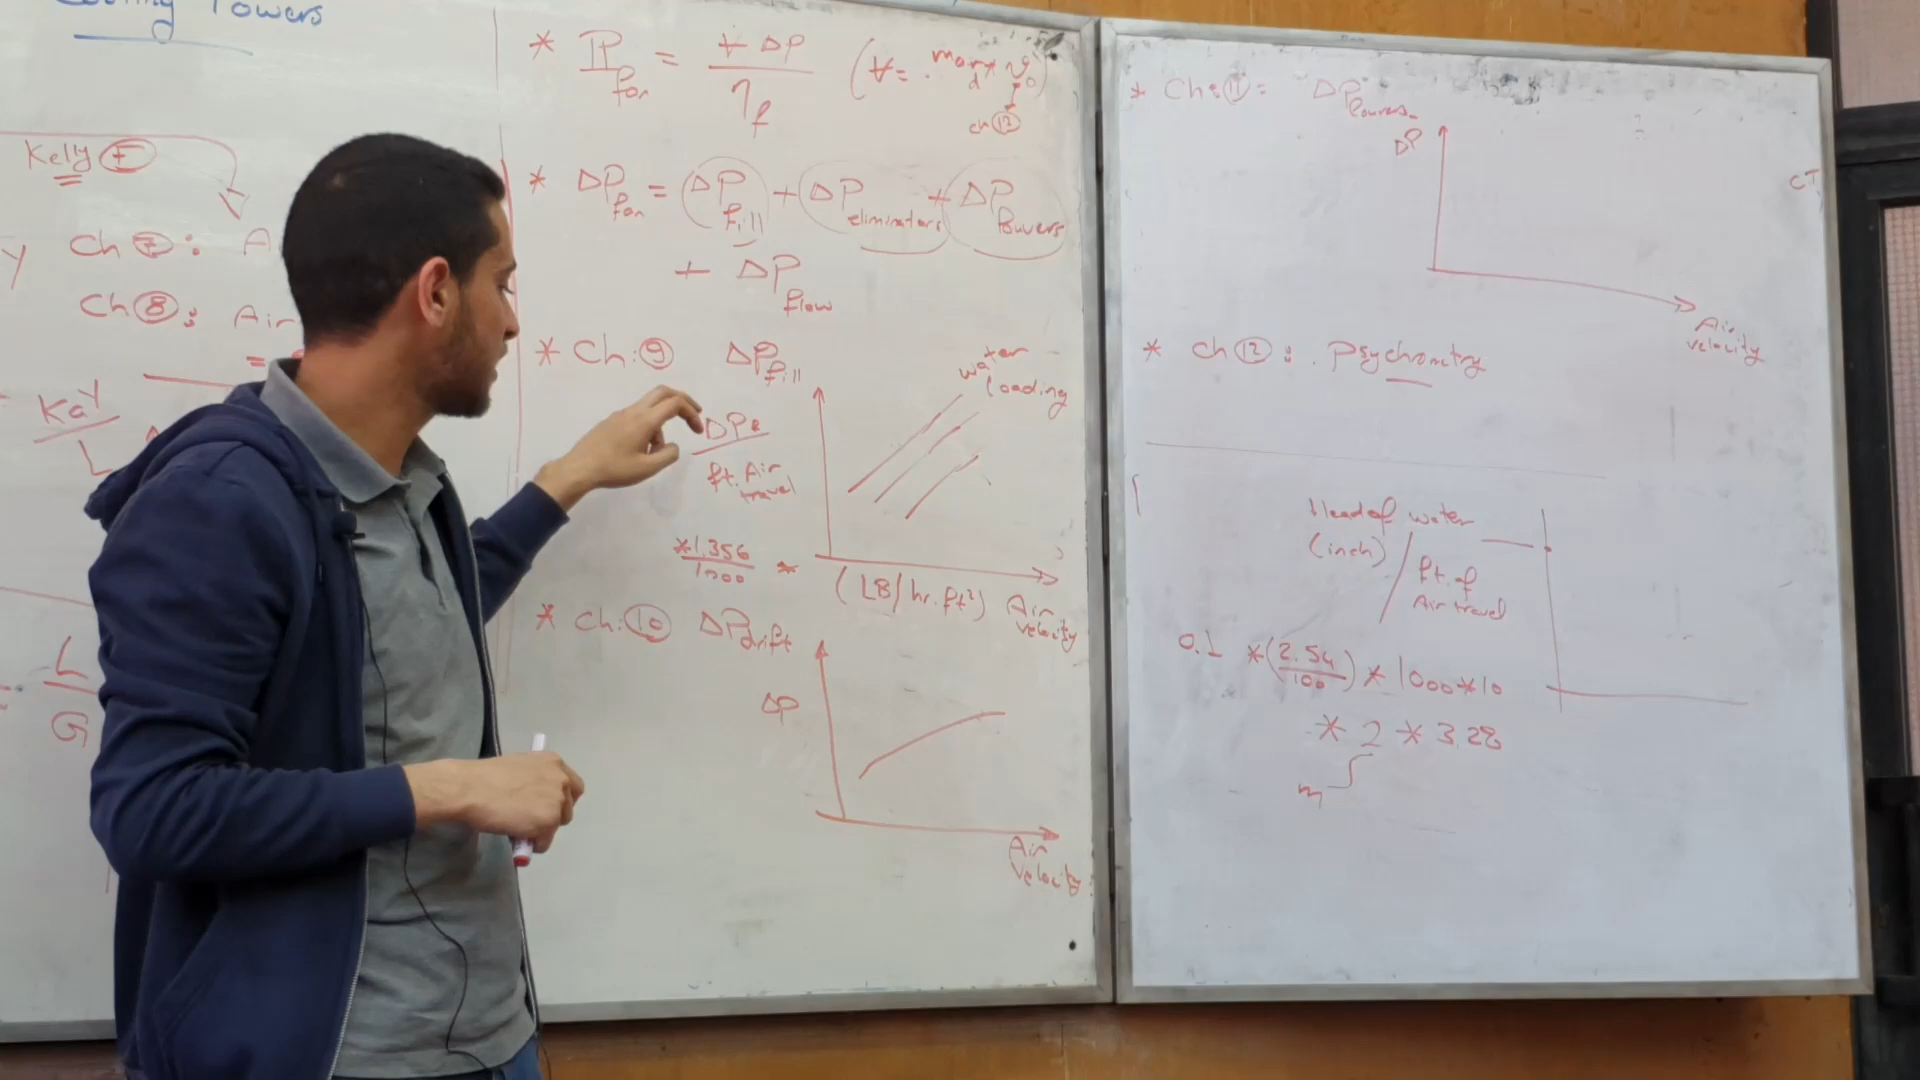 Cooling Towers
Kelly F
Ch 7: A
Ch 8: Air
=
KaY / L
L / G
* P fan = V ΔP / η f (V =
ch 12
* ΔP fan = ΔP fill + ΔP eliminators + ΔP louvers
+ ΔP flow
* Ch: 9 ΔP fill
water loading
ΔP / ft. Air travel
*1.356 / 1000 *
(LB/hr.ft²) Air velocity
* Ch: 10 ΔP drift
ΔP
Air velocity
* Ch: 11: ΔP Louvers
ΔP
CT
Air velocity
* Ch 12: Psychrometry
Head of water (inch) / ft. of Air travel
0.1 * (2.54 / 100) * 1000*10
* 2 * 3.28
m